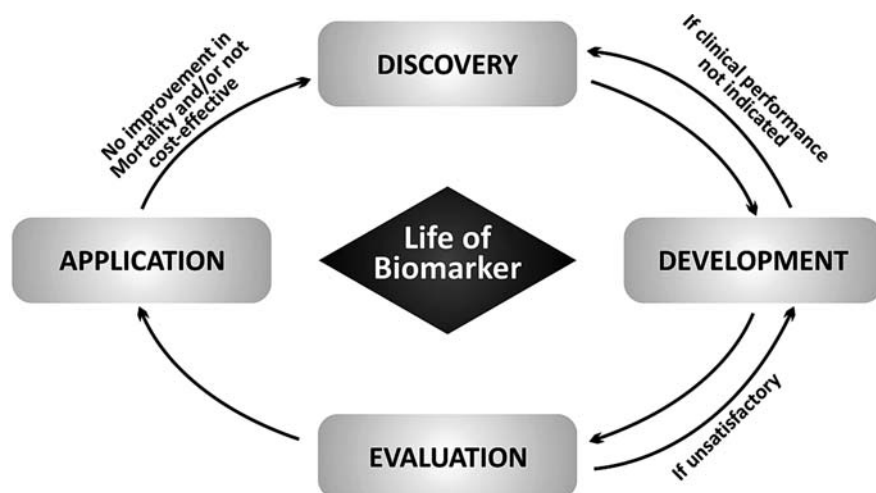 DISCOVERY
No improvement in
Mortality and/or not
cost-effective
If clinical performance
not indicated
APPLICATION
Life of
Biomarker
DEVELOPMENT
EVALUATION
If unsatisfactory